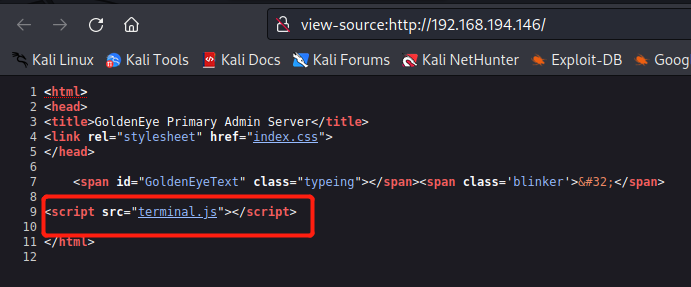 view-source:http://192.168.194.146/
Kali Linux Kali Tools Kali Docs Kali Forums Kali NetHunter Exploit-DB Goog
1 <html>
2 <head>
3 <title>GoldenEye Primary Admin Server</title>
4 <link rel="stylesheet" href="index.css">
5 </head>
6
7 <span id="GoldenEyeText" class="typeing"></span><span class='blinker'>&#32;</span>
8
9 <script src="terminal.js"></script>
10
11 </html>
12